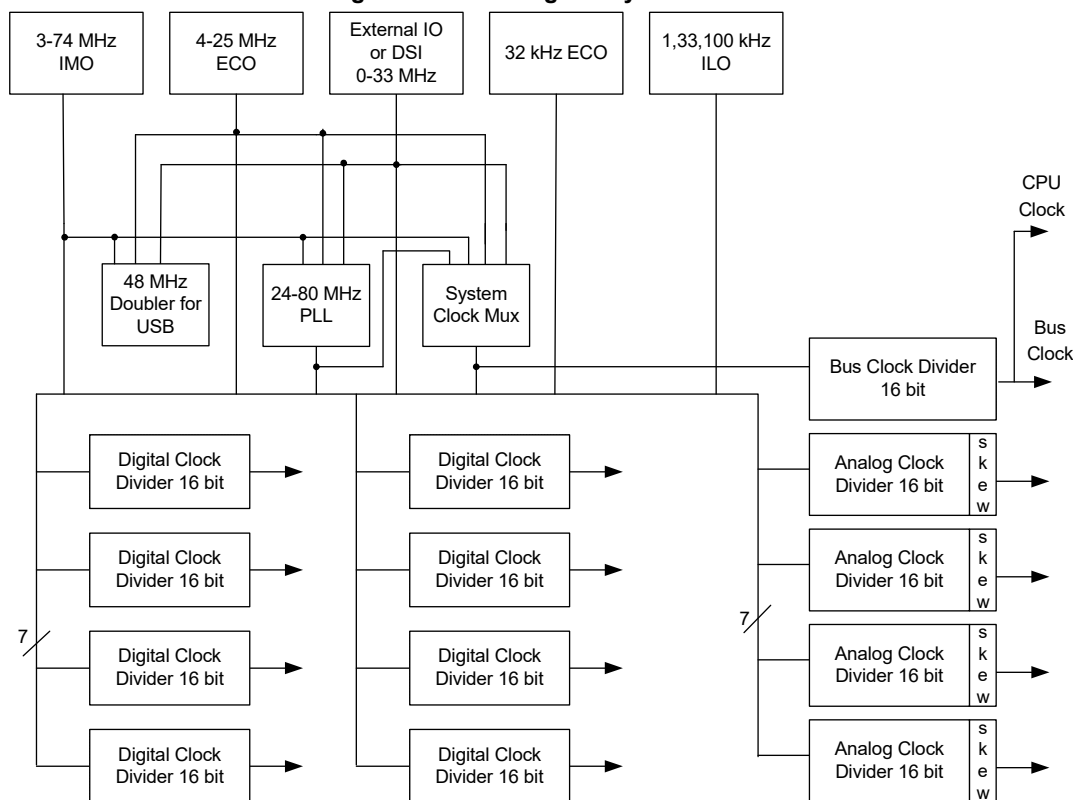 3-74 MHz
IMO
4-25 MHz
ECO
External IO
or DSI
0-33 MHz
32 kHz ECO
1,33,100 kHz
ILO
CPU
Clock
48 MHz
Doubler for
USB
24-80 MHz
PLL
System
Clock Mux
Bus
Clock
Bus Clock Divider
16 bit
Digital Clock
Divider 16 bit
Digital Clock
Divider 16 bit
Analog Clock
Divider 16 bit
s
k
e
w
Digital Clock
Divider 16 bit
Digital Clock
Divider 16 bit
Analog Clock
Divider 16 bit
s
k
e
w
7
7
Digital Clock
Divider 16 bit
Digital Clock
Divider 16 bit
Analog Clock
Divider 16 bit
s
k
e
w
Digital Clock
Divider 16 bit
Digital Clock
Divider 16 bit
Analog Clock
Divider 16 bit
s
k
e
w